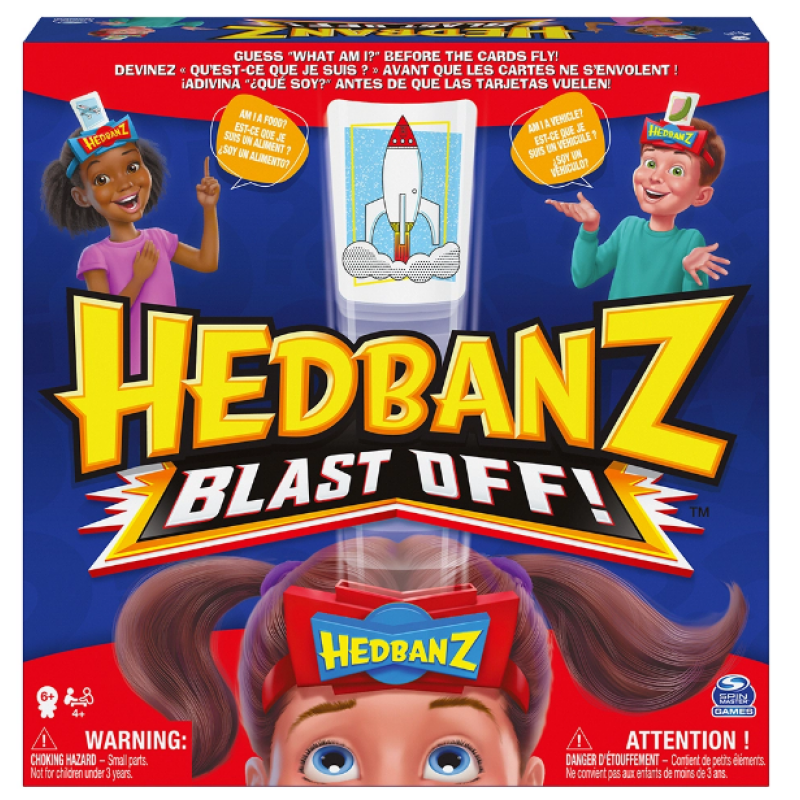 BLAST OFF!
HEDBANZ
GUESS "WHAT AM I?" BEFORE THE CARDS FLY!
DEVINEZ « QU'EST-CE QUE JE SUIS ? » AVANT QUE LES CARTES NE S'ENVOLENT !
¡ADIVINA "¿QUÉ SOY?" ANTES DE QUE LAS TARJETAS VUELEN!
HEDBANZ
AM I A FOOD?
EST-CE QUE JE
SUIS UN ALIMENT ?
¿SOY UN ALIMENTO?
AM I A VEHICLE?
EST-CE QUE JE
SUIS UN VÉHICULE ?
¿SOY UN
VEHÍCULO?
HEDBANZ
HEDBANZ
BLAST OFF!
TM
HEDBANZ
6+
4+
SPIN
MASTER
GAMES
WARNING:
CHOKING HAZARD — Small parts.
Not for children under 3 years.
ATTENTION !
DANGER D'ÉTOUFFEMENT – Contient de petits éléments.
Ne convient pas aux enfants de moins de 3 ans.